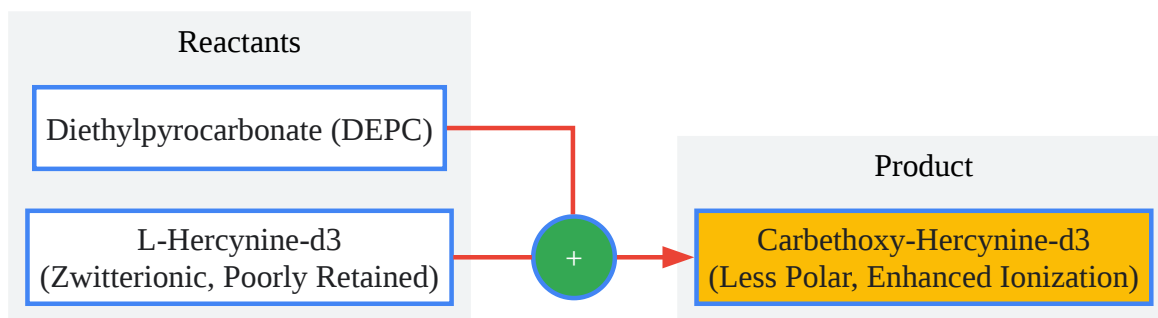 Reactants
Diethylpyrocarbonate (DEPC)
L-Hercynine-d3
(Zwitterionic, Poorly Retained)
+
Product
Carbethoxy-Hercynine-d3
(Less Polar, Enhanced Ionization)